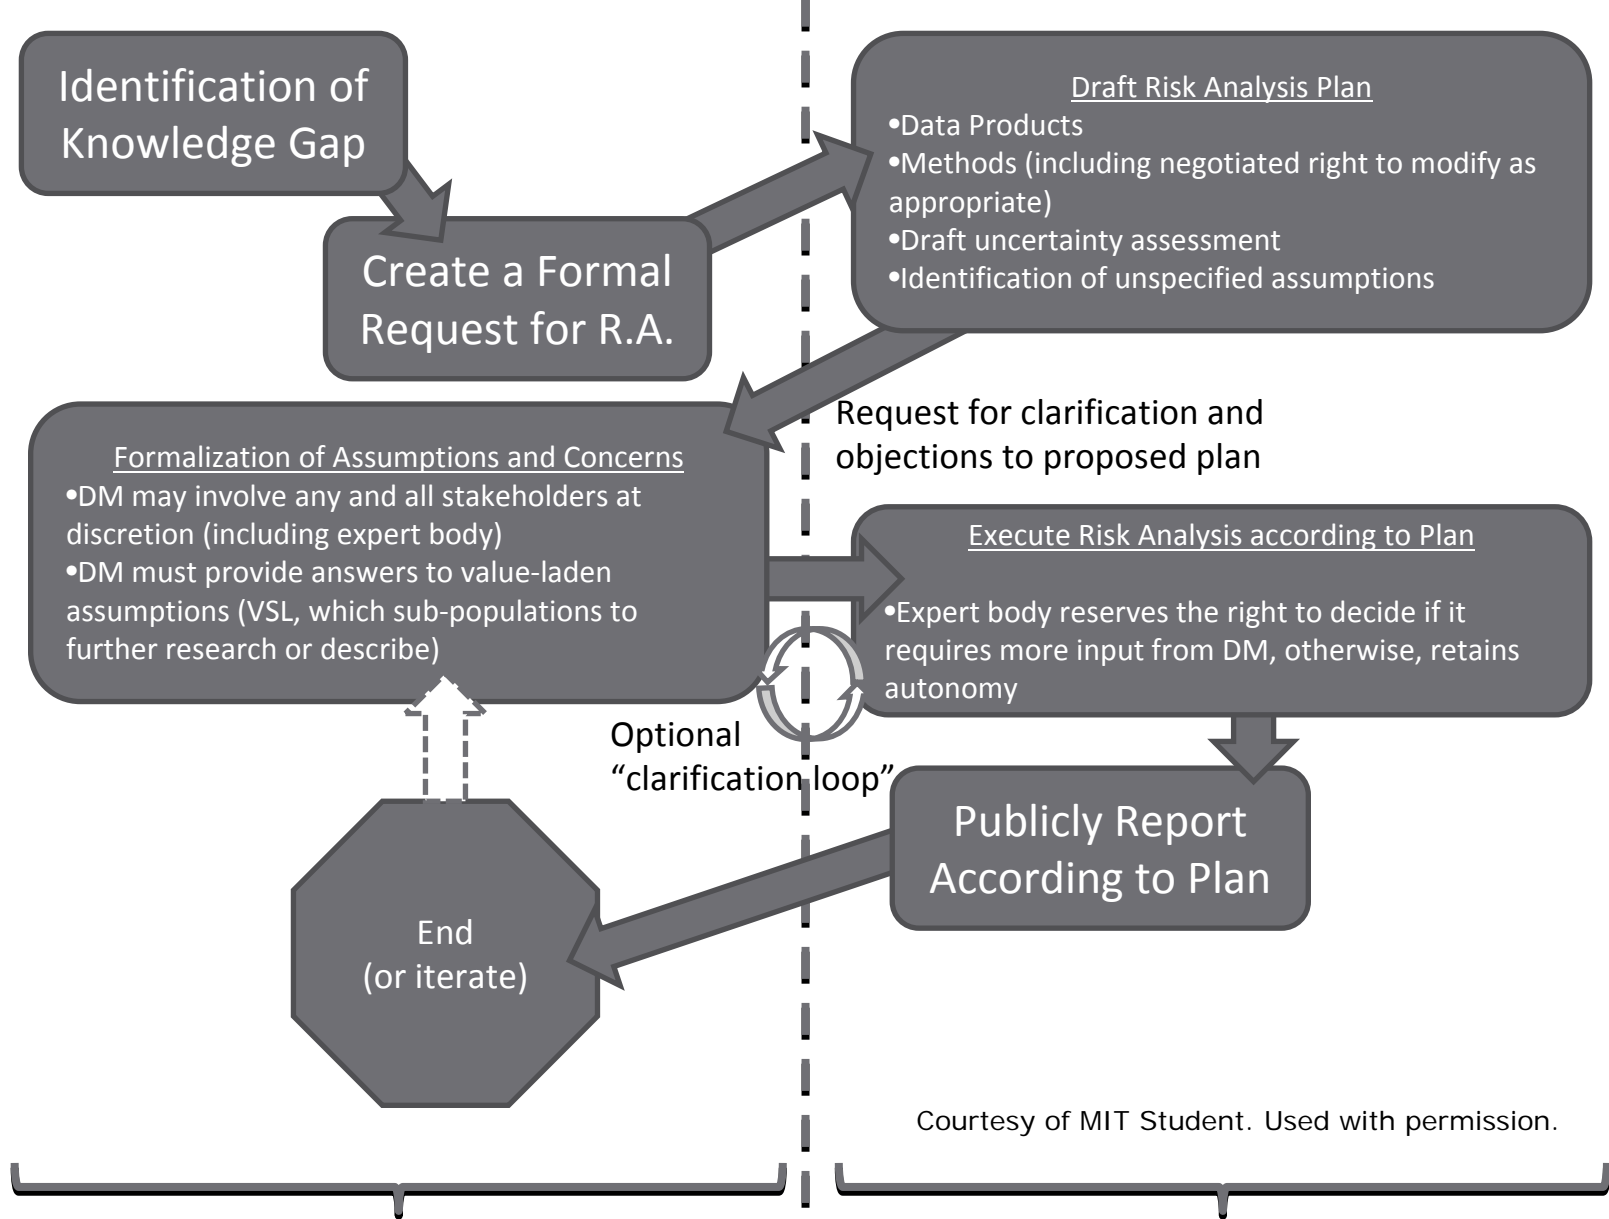 Identification of
Knowledge Gap
Create a Formal
Request for R.A.
Draft Risk Analysis Plan
•Data Products
•Methods (including negotiated right to modify as
appropriate)
•Draft uncertainty assessment
•Identification of unspecified assumptions
Request for clarification and
objections to proposed plan
Formalization of Assumptions and Concerns
•DM may involve any and all stakeholders at
discretion (including expert body)
•DM must provide answers to value-laden
assumptions (VSL, which sub-populations to
further research or describe)
Execute Risk Analysis according to Plan
•Expert body reserves the right to decide if it
requires more input from DM, otherwise, retains
autonomy
Optional
“clarification loop”
Publicly Report
According to Plan
End
(or iterate)
Courtesy of MIT Student. Used with permission.